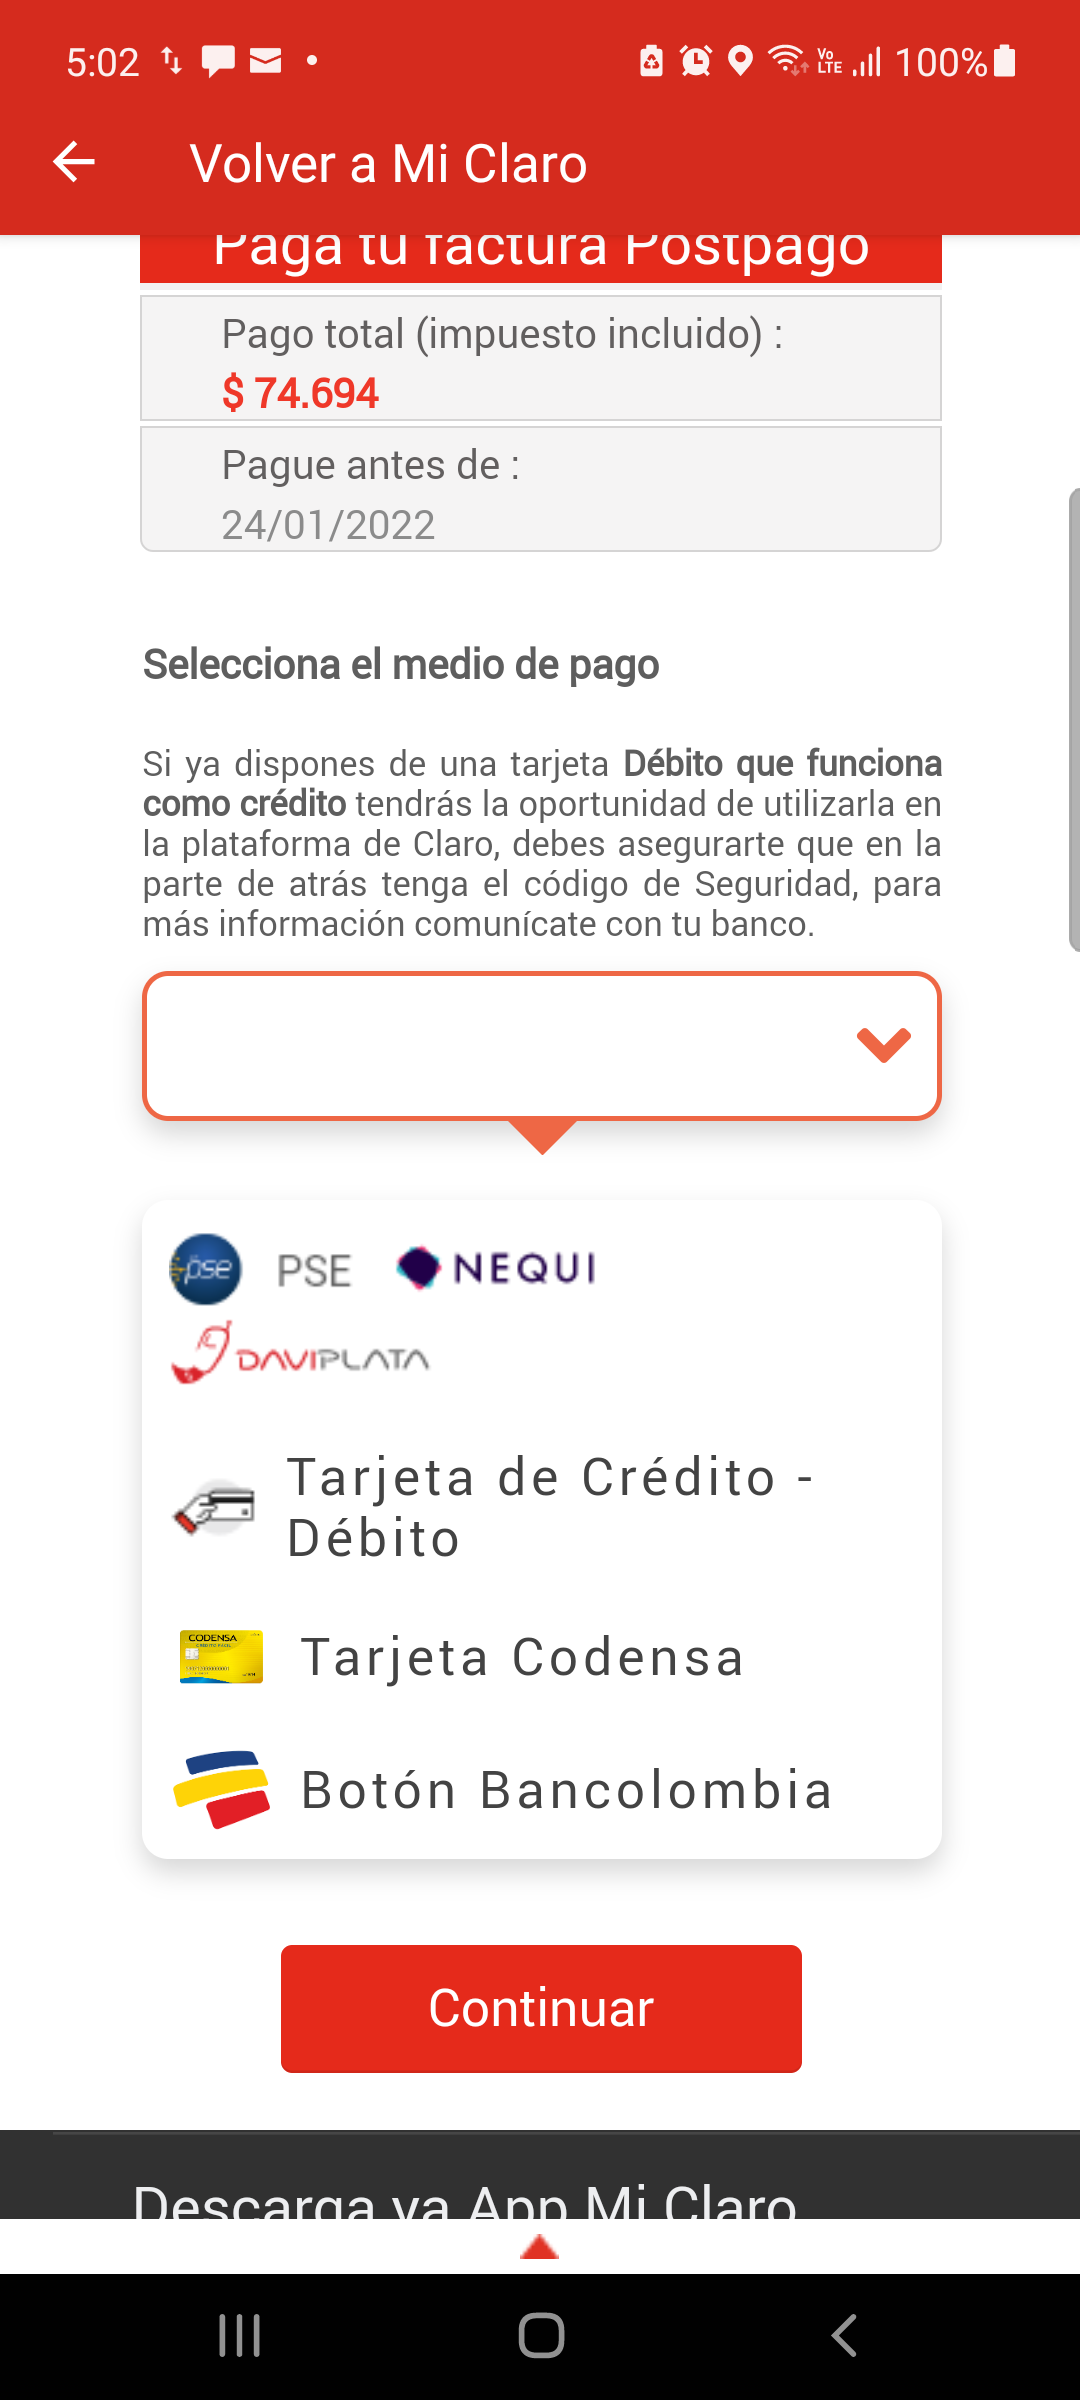 5:02
Vo LTE 100%
Volver a Mi Claro
Paga tu factura Postpago
Pago total (impuesto incluido) :
$ 74.694
Pague antes de :
24/01/2022
Selecciona el medio de pago
Si ya dispones de una tarjeta Débito que funciona
como crédito tendrás la oportunidad de utilizarla en
la plataforma de Claro, debes asegurarte que en la
parte de atrás tenga el código de Seguridad, para
más información comunícate con tu banco.
pse PSE NEQUI
DAVIPLATA
Tarjeta de Crédito -
Débito
CODENSA
Tarjeta Codensa
Botón Bancolombia
Continuar
Descarga ya App Mi Claro